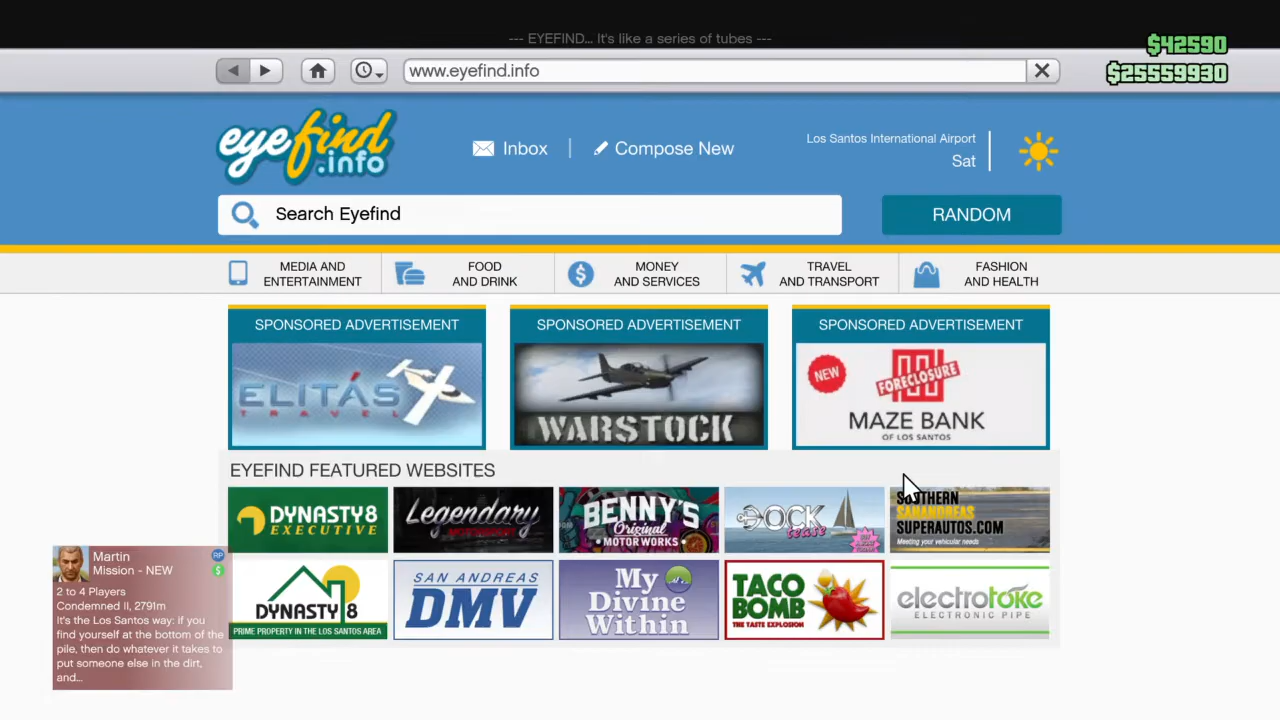 --- EYEFIND... It's like a series of tubes ---
$42590
$25559930
www.eyefind.info
eyefind
.info
Inbox
Compose New
Los Santos International Airport
Sat
Search Eyefind
RANDOM
MEDIA AND
ENTERTAINMENT
FOOD
AND DRINK
MONEY
AND SERVICES
TRAVEL
AND TRANSPORT
FASHION
AND HEALTH
SPONSORED ADVERTISEMENT
SPONSORED ADVERTISEMENT
SPONSORED ADVERTISEMENT
ELITÁS
TRAVEL
WARSTOCK
NEW
FORECLOSURE
MAZE BANK
OF LOS SANTOS
EYEFIND FEATURED WEBSITES
DYNASTY8
EXECUTIVE
Legendary
BENNY'S
Original
MOTOR WORKS
DOCK
tease
SOUTHERN
SANANDREAS
SUPERAUTOS.COM
Meeting your vehicular needs
DYNASTY 8
PRIME PROPERTY IN THE LOS SANTOS AREA
SAN ANDREAS
DMV
My
Divine
Within
TACO
BOMB
THE TASTE EXPLOSION
electrotoke
ELECTRONIC PIPE
Martin
RP
Mission - NEW
$
2 to 4 Players
Condemned II, 2791m
It's the Los Santos way: if you
find yourself at the bottom of the
pile, then do whatever it takes to
put someone else in the dirt,
and...